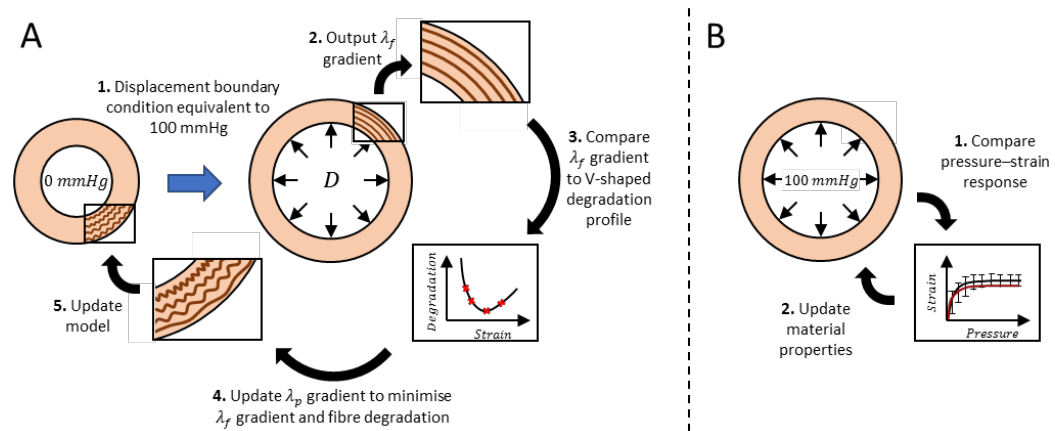 A
1. Displacement boundary
condition equivalent to
100 mmHg
2. Output λf
gradient
0 mmHg
D
3. Compare
λf gradient
to V-shaped
degradation
profile
Degradation
Strain
5. Update
model
4. Update λp gradient to minimise
λf gradient and fibre degradation
B
100 mmHg
1. Compare
pressure–strain
response
Strain
Pressure
2. Update
material
properties